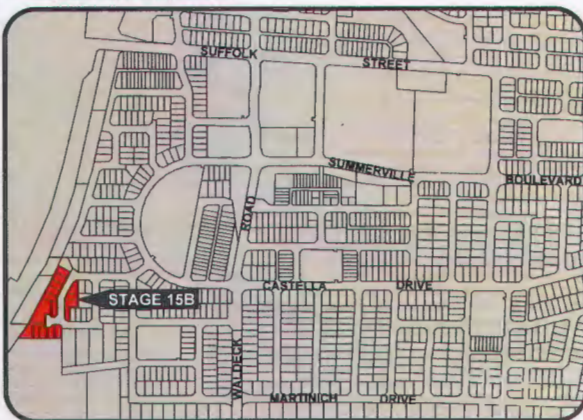 SUFFOLK STREET
SUMMERVILLE BOULEVARD
ROAD
CASTELLA DRIVE
STAGE 15B
WALDECK
MARTINICH DRIVE